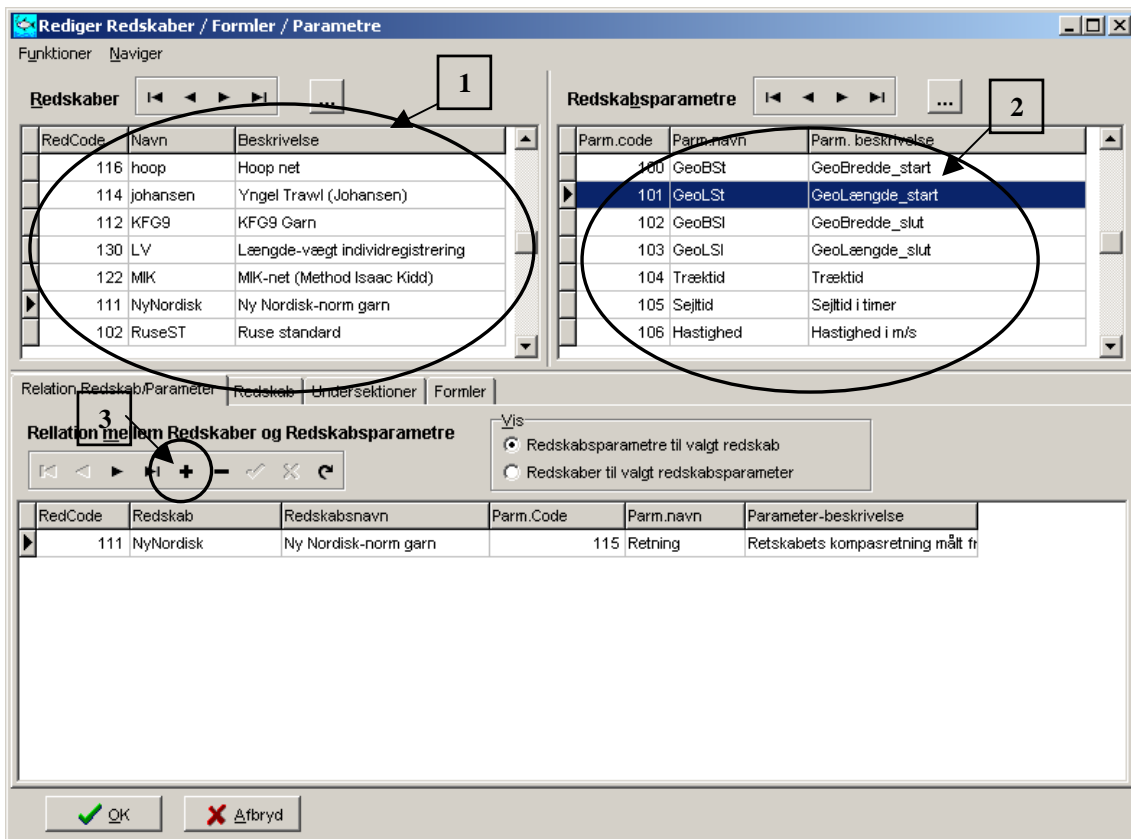 Rediger Redskaber / Formler / Parametre
Funktioner Naviger
1
Redskaber ...
RedCode Navn Beskrivelse
116 hoop Hoop net
114 johansen Yngel Trawl (Johansen)
112 KFG9 KFG9 Garn
130 LV Længde-vægt individregistrering
122 MIK MIK-net (Method Isaac Kidd)
111 NyNordisk Ny Nordisk-norm garn
102 RuseST Ruse standard
2
Redskabsparametre ...
Parm.code Parm.navn Parm. beskrivelse
100 GeoBSt GeoBredde_start
101 GeoLSt GeoLængde_start
102 GeoBSl GeoBredde_slut
103 GeoLSl GeoLængde_slut
104 Træktid Træktid
105 Sejltid Sejltid i timer
106 Hastighed Hastighed i m/s
Relation Redskab/Parameter Redskab Undersektioner Formler
3
Rellation mellem Redskaber og Redskabsparametre
Vis
Redskabsparametre til valgt redskab
Redskaber til valgt redskabsparameter
RedCode Redskab Redskabsnavn Parm.Code Parm.navn Parameter-beskrivelse
111 NyNordisk Ny Nordisk-norm garn 115 Retning Retskabets kompasretning målt fr
OK Afbryd